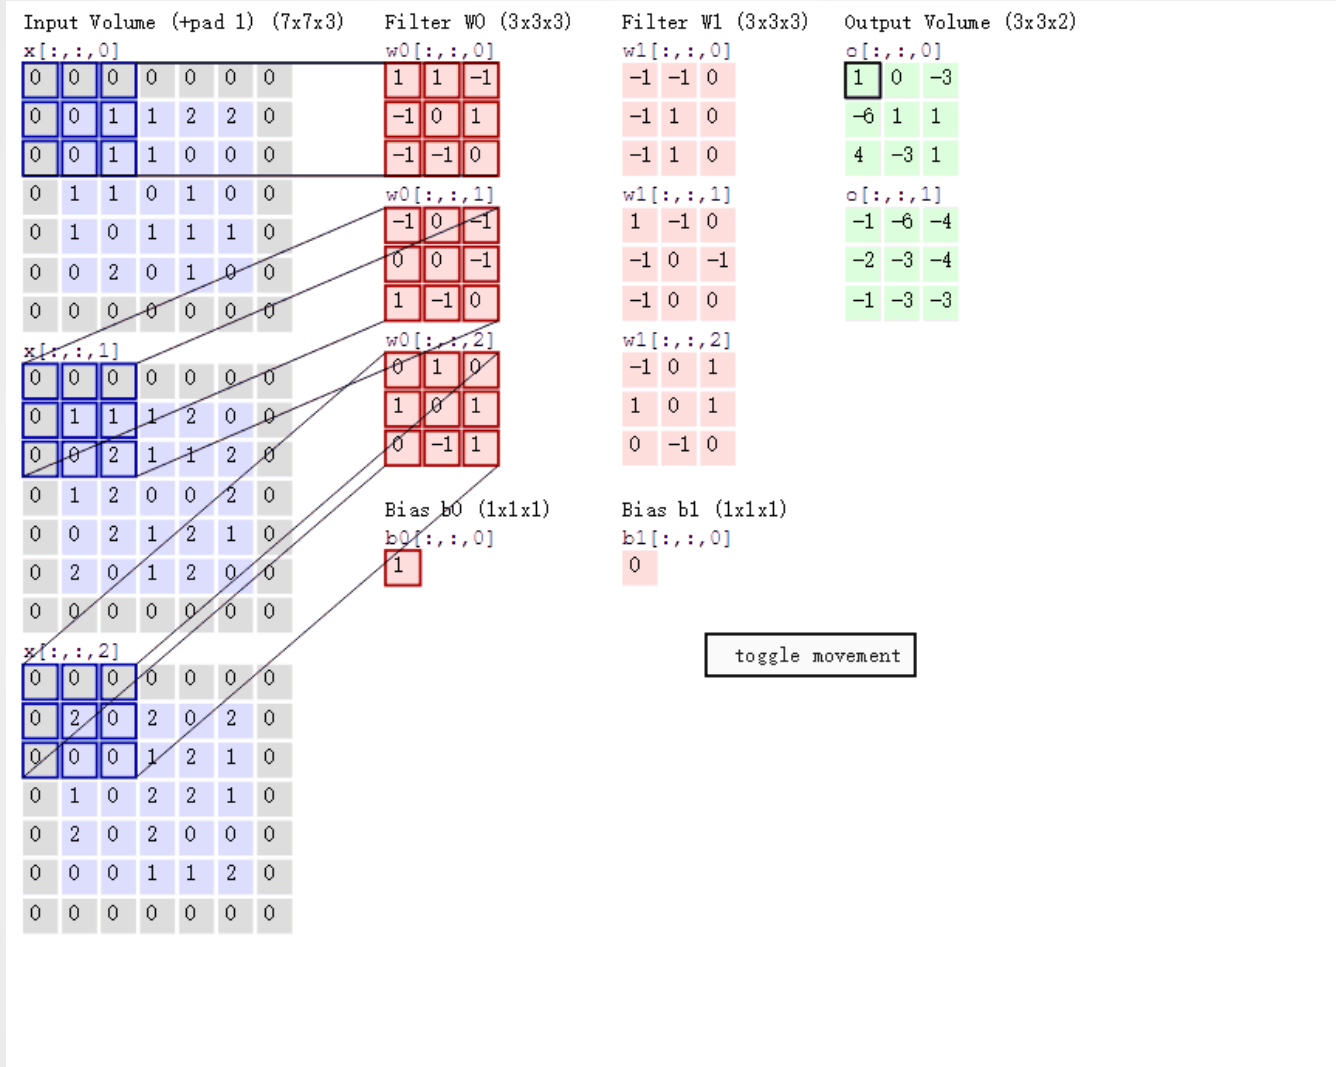 Input Volume (+pad 1) (7x7x3)
x[:,:,0]
0 0 0 0 0 0 0
0 0 1 1 2 2 0
0 0 1 1 0 0 0
0 1 1 0 1 0 0
0 1 0 1 1 1 0
0 0 2 0 1 0 0
0 0 0 0 0 0 0
x[:,:,1]
0 0 0 0 0 0 0
0 1 1 1 2 0 0
0 0 2 1 1 2 0
0 1 2 0 0 2 0
0 0 2 1 2 1 0
0 2 0 1 2 0 0
0 0 0 0 0 0 0
x[:,:,2]
0 0 0 0 0 0 0
0 2 0 2 0 2 0
0 0 0 1 2 1 0
0 1 0 2 2 1 0
0 2 0 2 0 0 0
0 0 0 1 1 2 0
0 0 0 0 0 0 0
Filter W0 (3x3x3)
w0[:,:,0]
1 1 -1
-1 0 1
-1 -1 0
w0[:,:,1]
-1 0 -1
0 0 -1
1 -1 0
w0[:,:,2]
0 1 0
1 0 1
0 -1 1
Bias b0 (1x1x1)
b0[:,:,0]
1
Filter W1 (3x3x3)
w1[:,:,0]
-1 -1 0
-1 1 0
-1 1 0
w1[:,:,1]
1 -1 0
-1 0 -1
-1 0 0
w1[:,:,2]
-1 0 1
1 0 1
0 -1 0
Bias b1 (1x1x1)
b1[:,:,0]
0
Output Volume (3x3x2)
o[:,:,0]
1 0 -3
-6 1 1
4 -3 1
o[:,:,1]
-1 -6 -4
-2 -3 -4
-1 -3 -3
toggle movement